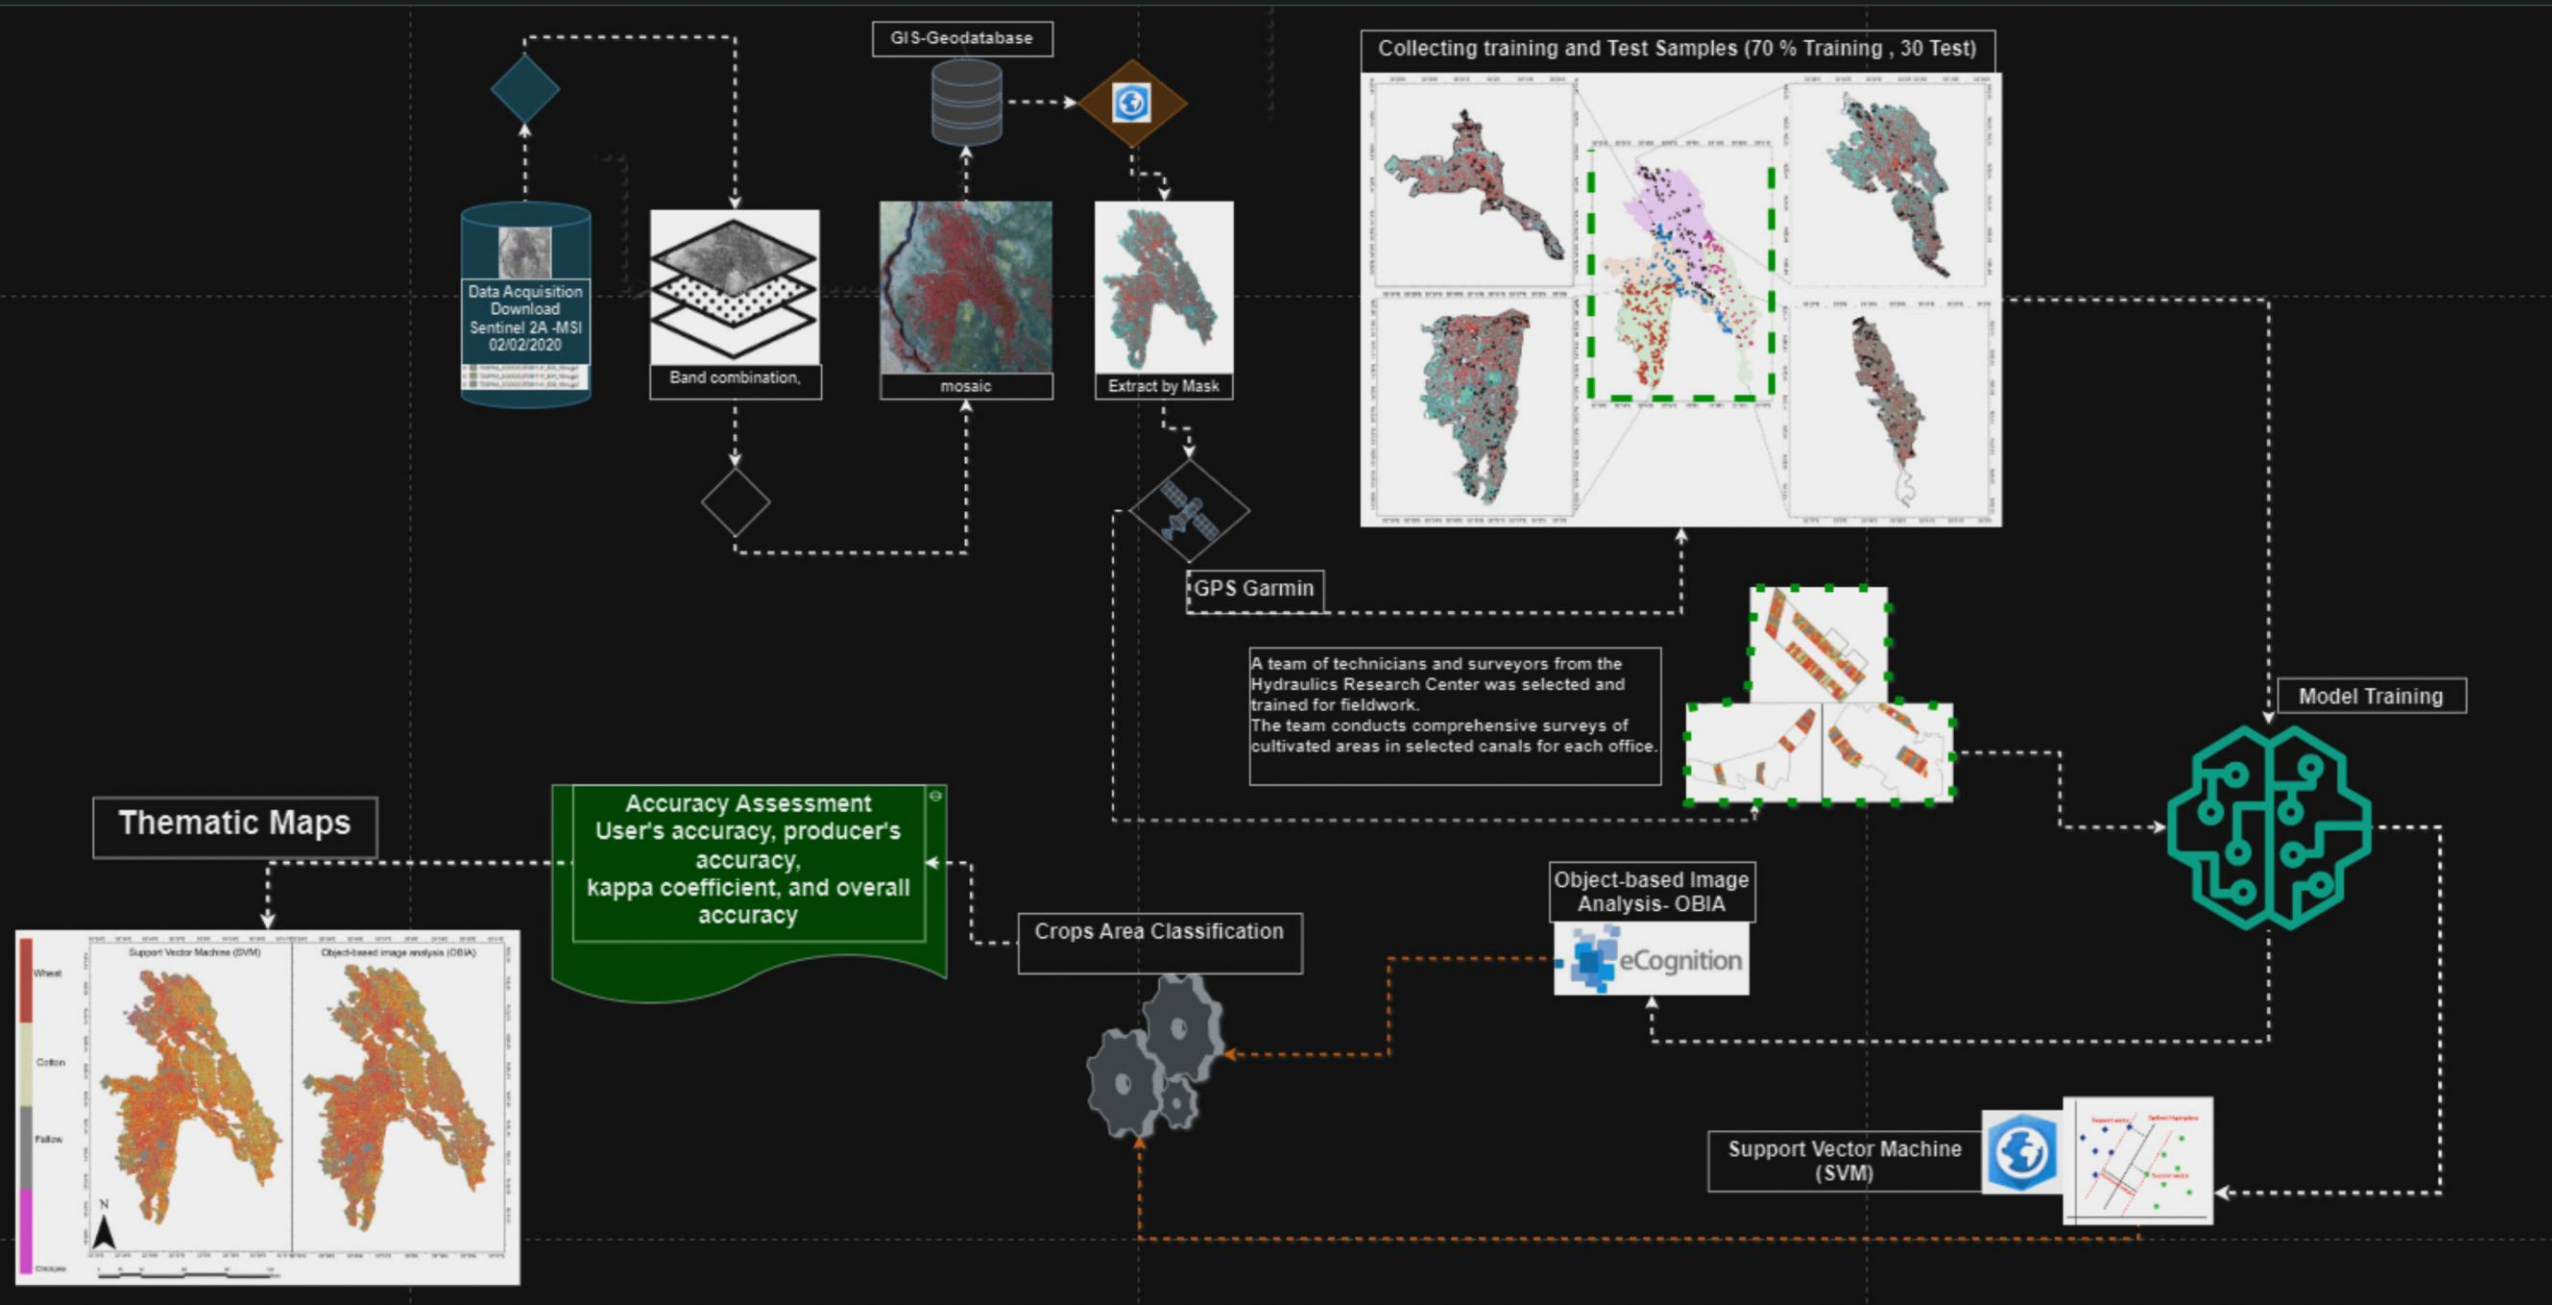 GIS-Geodatabase
Collecting training and Test Samples (70 % Training , 30 Test)
Data Acquisition
Download
Sentinel 2A -MSI
02/02/2020
Band combination,
mosaic
Extract by Mask
GPS Garmin
A team of technicians and surveyors from the
Hydraulics Research Center was selected and
trained for fieldwork.
The team conducts comprehensive surveys of
cultivated areas in selected canals for each office.
Model Training
Thematic Maps
Accuracy Assessment
User's accuracy, producer's
accuracy,
kappa coefficient, and overall
accuracy
Object-based Image
Analysis- OBIA
eCognition
Crops Area Classification
Support Vector Machine
(SVM)
Support Vector Machine (SVM)
Object-based image analysis (OBIA)
Wheat
Cotton
Fallow
N